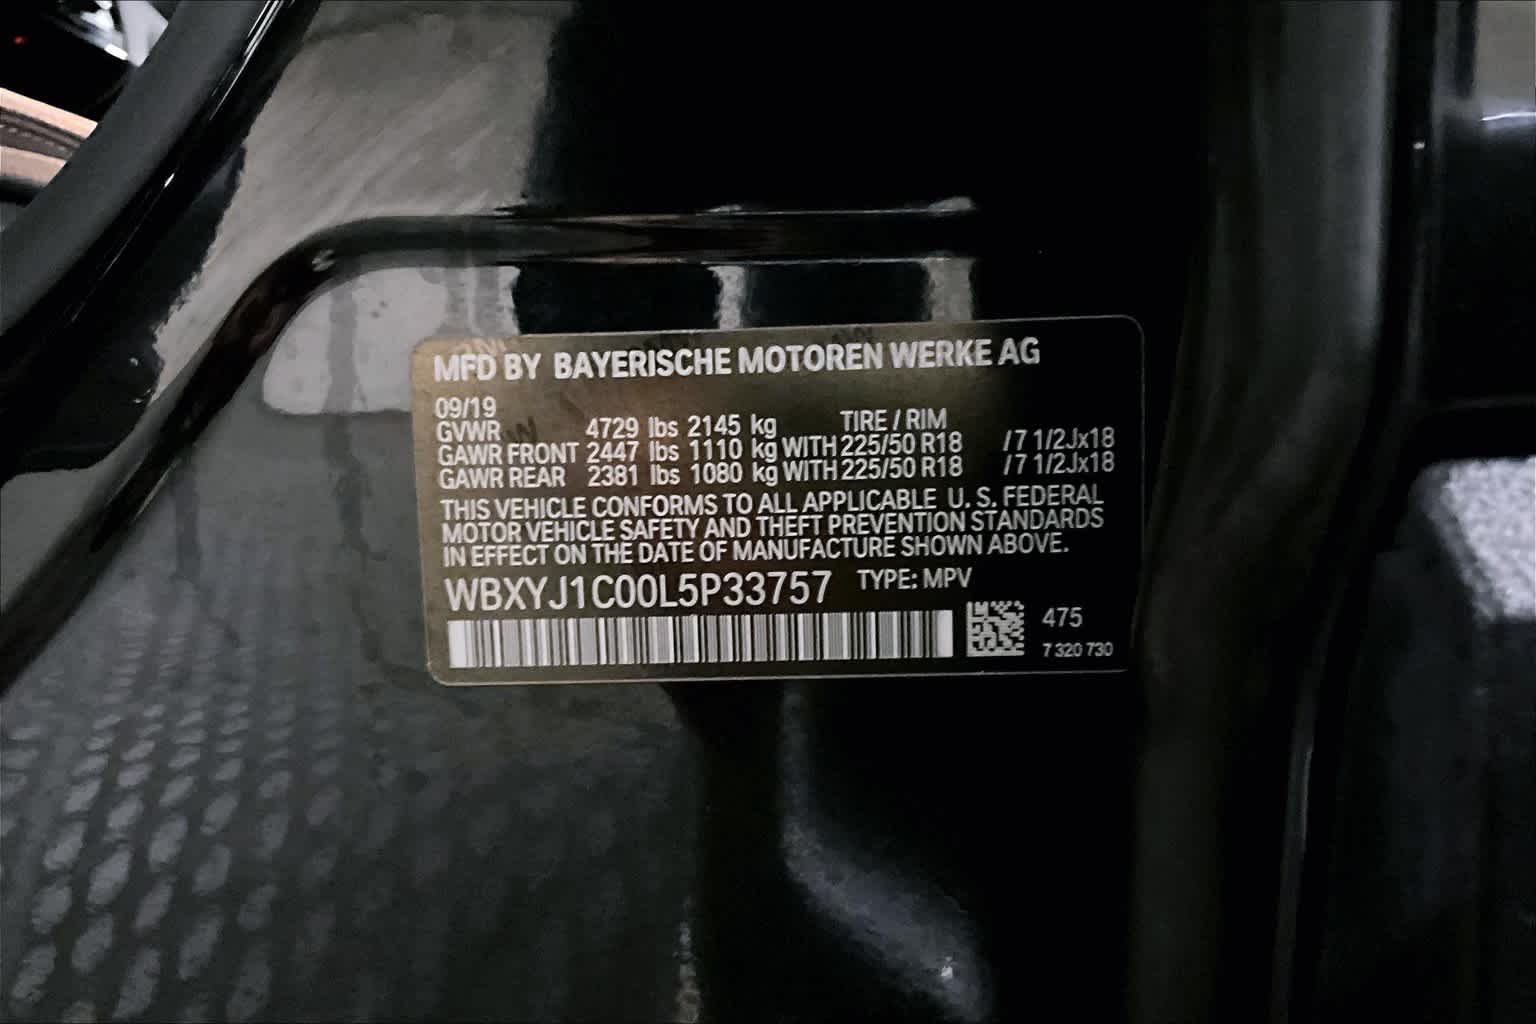 MFD BY BAYERISCHE MOTOREN WERKE AG
09/19
GVWR 4729 lbs 2145 kg TIRE / RIM
GAWR FRONT 2447 lbs 1110 kg WITH 225/50 R18 /7 1/2Jx18
GAWR REAR 2381 lbs 1080 kg WITH 225/50 R18 /7 1/2Jx18
THIS VEHICLE CONFORMS TO ALL APPLICABLE U. S. FEDERAL
MOTOR VEHICLE SAFETY AND THEFT PREVENTION STANDARDS
IN EFFECT ON THE DATE OF MANUFACTURE SHOWN ABOVE.
WBXYJ1C00L5P33757 TYPE: MPV
475
7 320 730